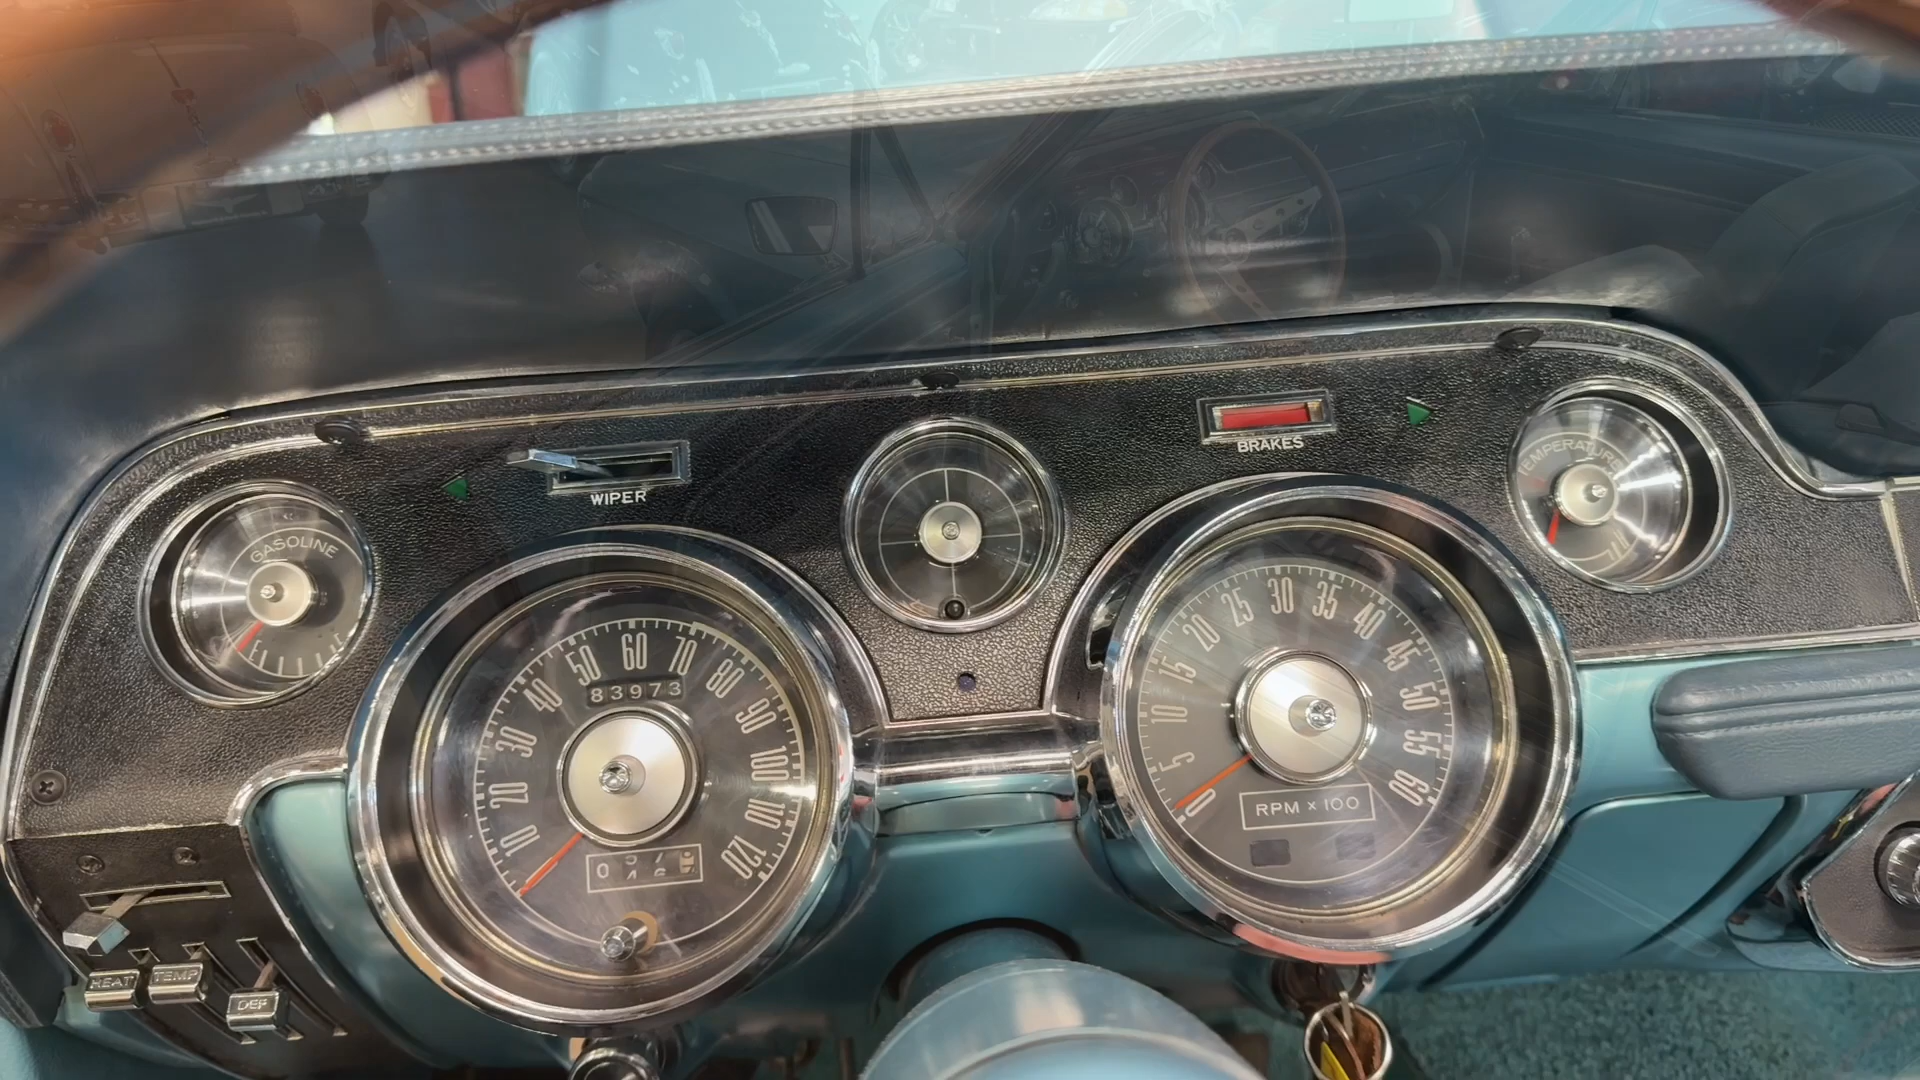 WIPER
BRAKES
GASOLINE
E
F
TEMPERATURE
10 20 30 40 50 60 70 80 90 100 110 120
83973
0
0 5 10 15 20 25 30 35 40 45 50 55 60
RPM × 100
HEAT
TEMP
DEF